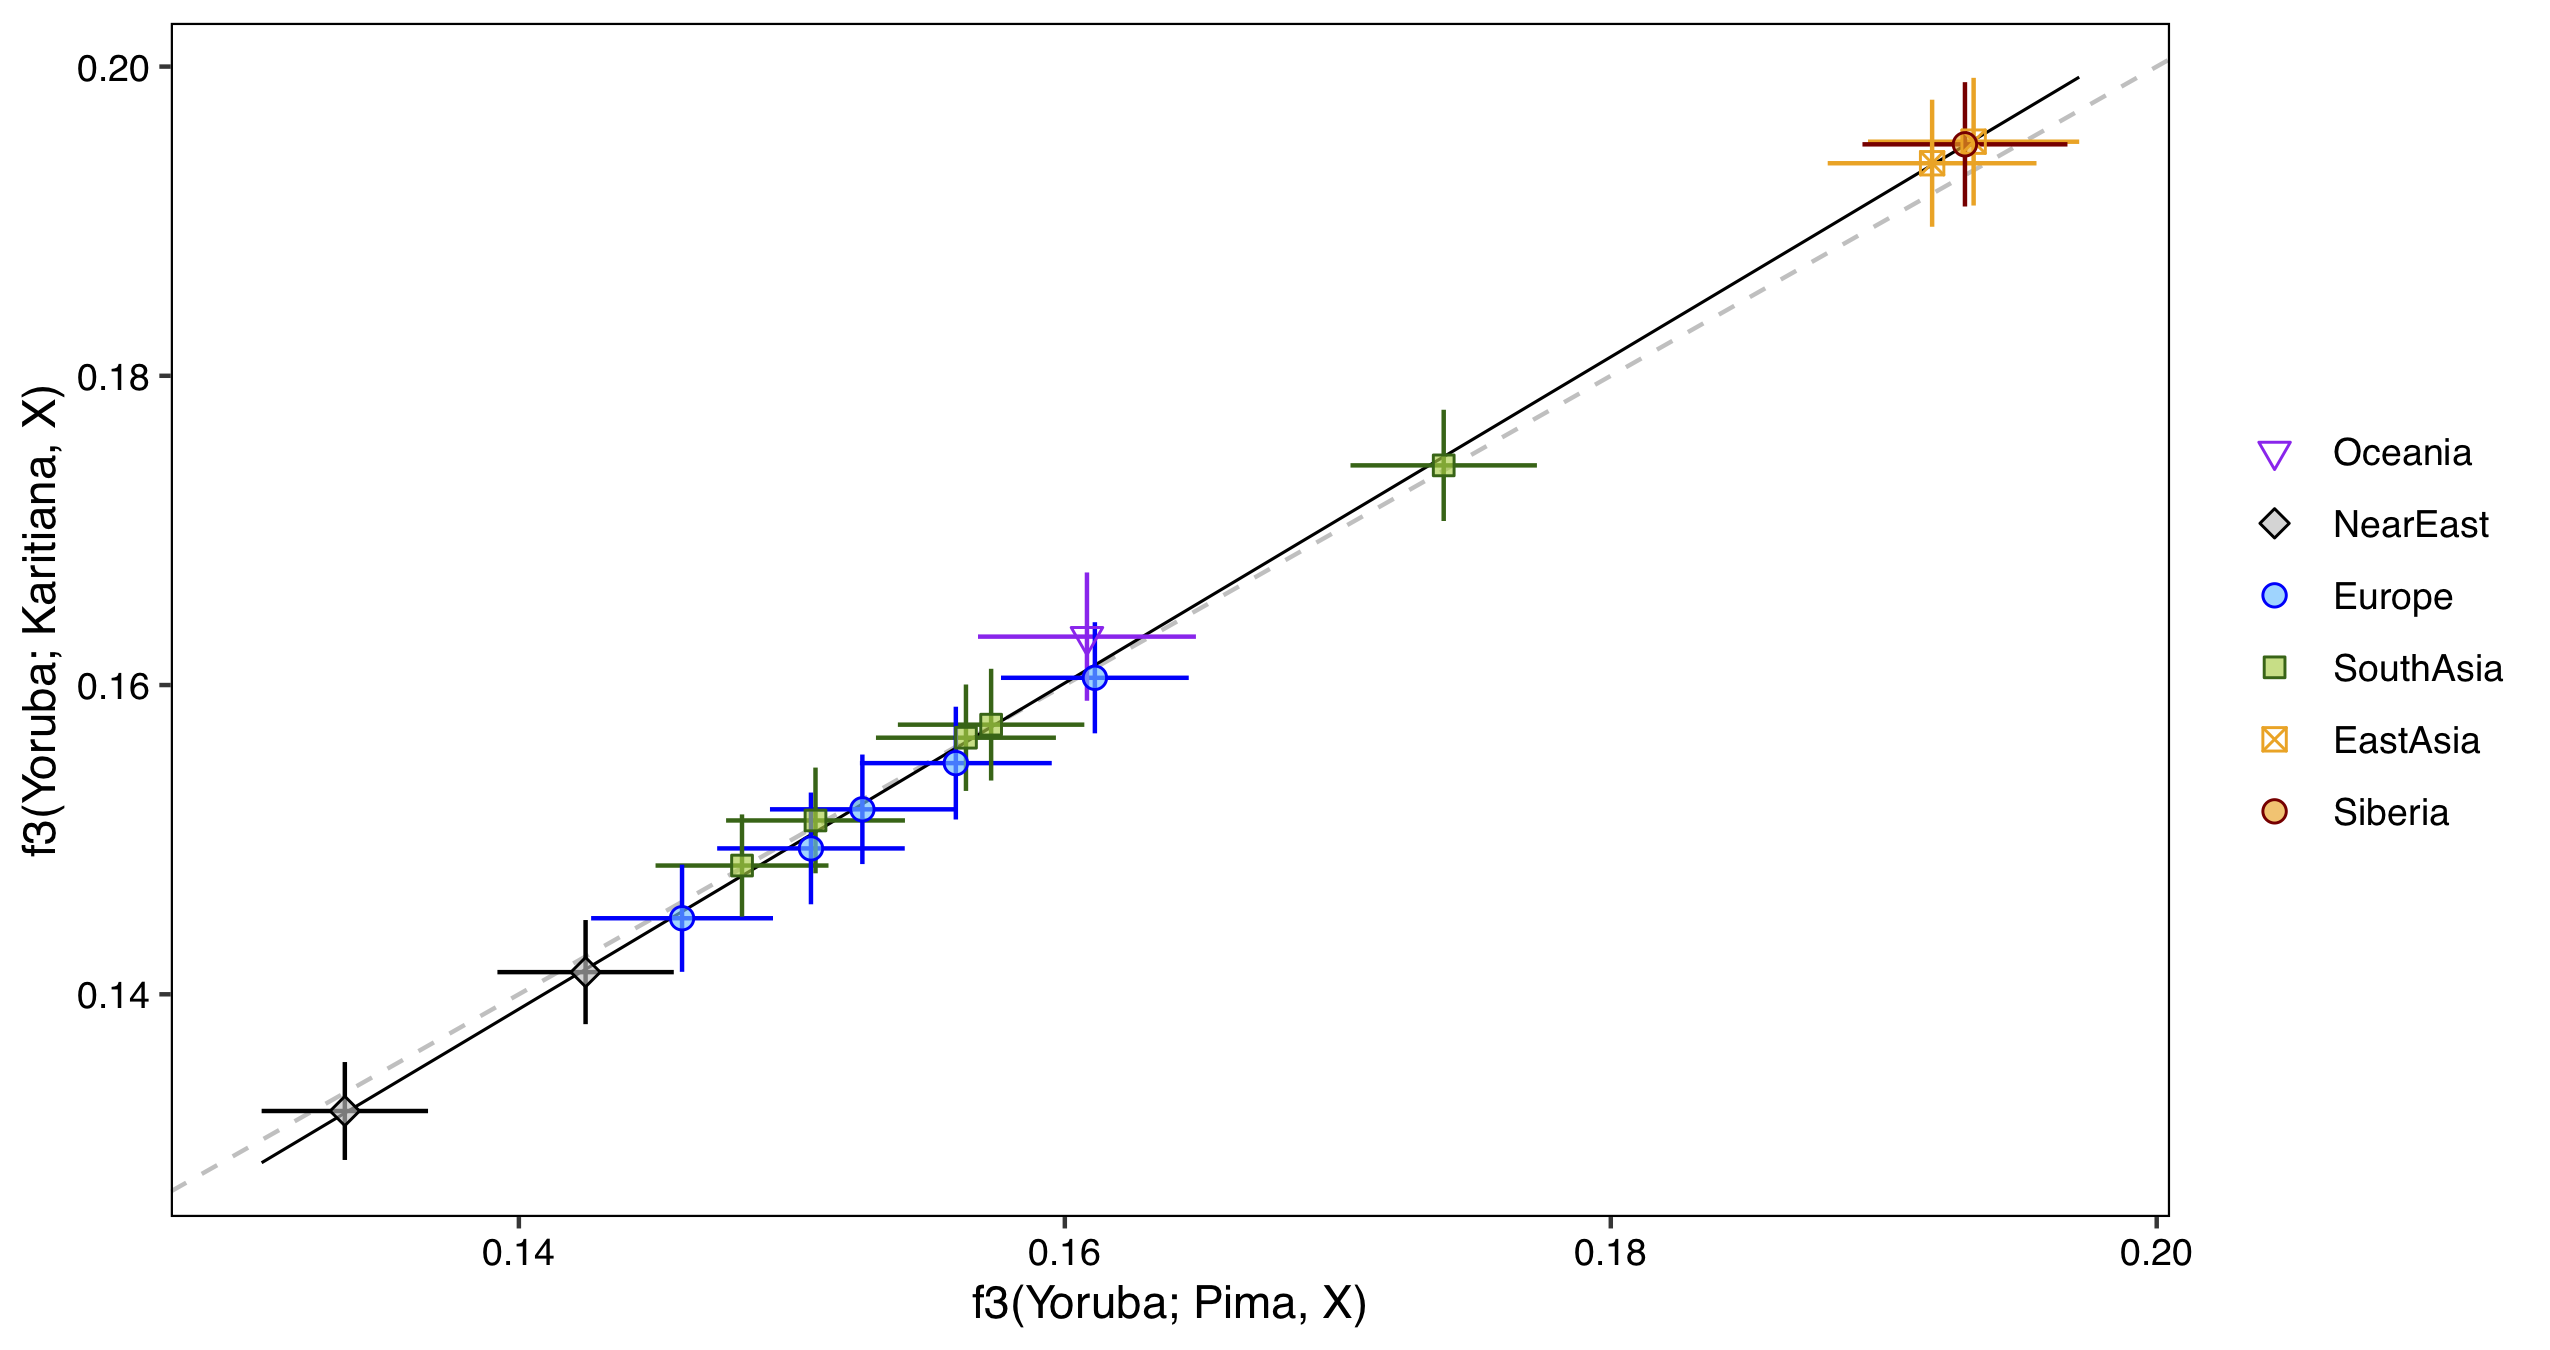 f3(Yoruba; Karitiana, X)
0.20
0.18
0.16
0.14
0.14
0.16
0.18
0.20
f3(Yoruba; Pima, X)
Oceania
NearEast
Europe
SouthAsia
EastAsia
Siberia